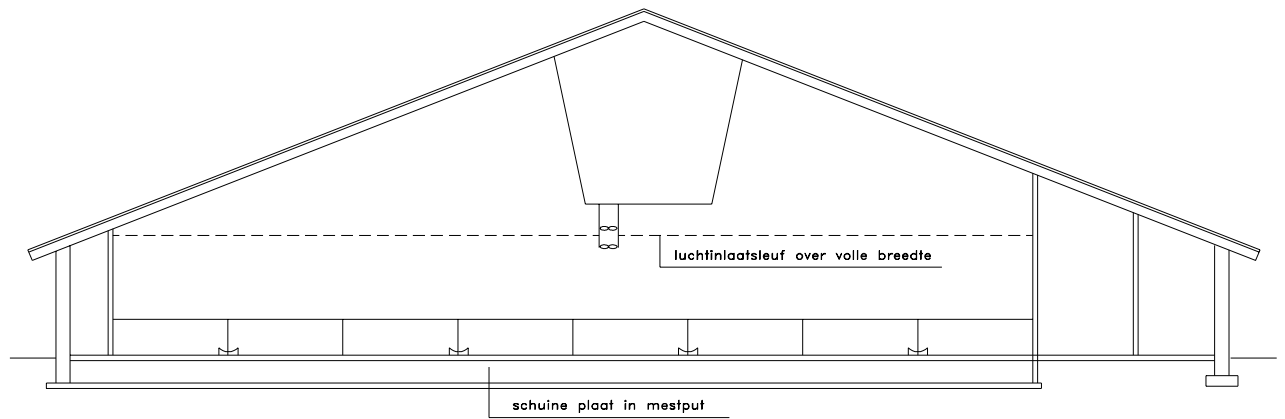 luchtinlaatsleuf over volle breedte
schuine plaat in mestput